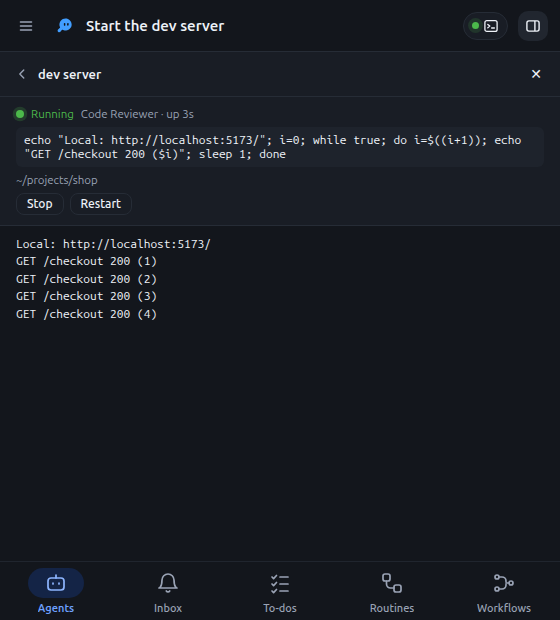 Start the dev server
dev server
Running Code Reviewer · up 3s
echo "Local: http://localhost:5173/"; i=0; while true; do i=$((i+1)); echo
"GET /checkout 200 ($i)"; sleep 1; done
~/projects/shop
Stop Restart
Local: http://localhost:5173/
GET /checkout 200 (1)
GET /checkout 200 (2)
GET /checkout 200 (3)
GET /checkout 200 (4)
Agents Inbox To-dos Routines Workflows